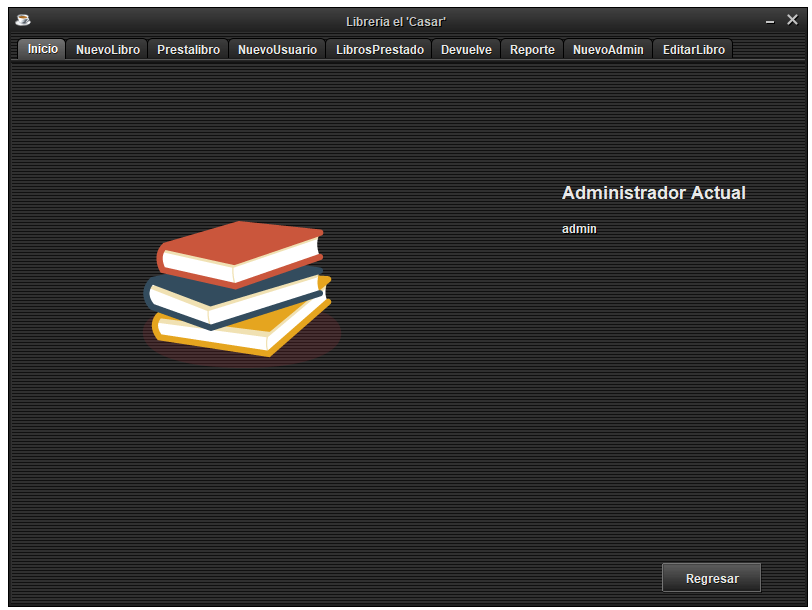 Libreria el 'Casar'
Inicio NuevoLibro Prestalibro NuevoUsuario LibrosPrestado Devuelve Reporte NuevoAdmin EditarLibro
Administrador Actual
admin
Regresar